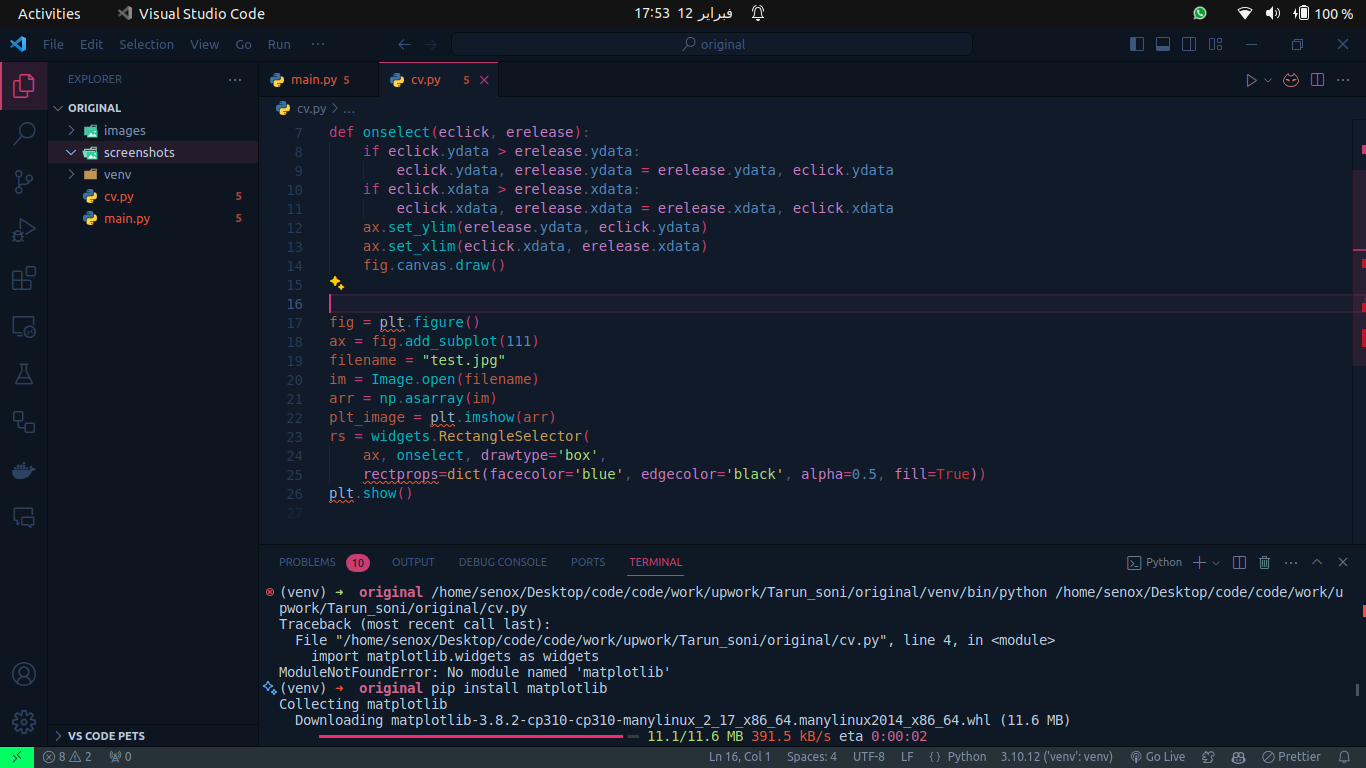 Activities Visual Studio Code 17:53 12 فبراير 100 %
File Edit Selection View Go Run ··· original
EXPLORER ···
ORIGINAL
images
screenshots
venv
cv.py 5
main.py 5
VS CODE PETS
main.py 5 cv.py 5
cv.py > ...
7 def onselect(eclick, erelease):
8     if eclick.ydata > erelease.ydata:
9         eclick.ydata, erelease.ydata = erelease.ydata, eclick.ydata
10     if eclick.xdata > erelease.xdata:
11         eclick.xdata, erelease.xdata = erelease.xdata, eclick.xdata
12     ax.set_ylim(erelease.ydata, eclick.ydata)
13     ax.set_xlim(eclick.xdata, erelease.xdata)
14     fig.canvas.draw()
15
16
17 fig = plt.figure()
18 ax = fig.add_subplot(111)
19 filename = "test.jpg"
20 im = Image.open(filename)
21 arr = np.asarray(im)
22 plt_image = plt.imshow(arr)
23 rs = widgets.RectangleSelector(
24     ax, onselect, drawtype='box',
25     rectprops=dict(facecolor='blue', edgecolor='black', alpha=0.5, fill=True))
26 plt.show()
27
PROBLEMS 10 OUTPUT DEBUG CONSOLE PORTS TERMINAL Python
(venv) ➜ original /home/senox/Desktop/code/code/work/upwork/Tarun_soni/original/venv/bin/python /home/senox/Desktop/code/code/work/u
pwork/Tarun_soni/original/cv.py
Traceback (most recent call last):
  File "/home/senox/Desktop/code/code/work/upwork/Tarun_soni/original/cv.py", line 4, in <module>
    import matplotlib.widgets as widgets
ModuleNotFoundError: No module named 'matplotlib'
(venv) ➜ original pip install matplotlib
Collecting matplotlib
  Downloading matplotlib-3.8.2-cp310-cp310-manylinux_2_17_x86_64.manylinux2014_x86_64.whl (11.6 MB)
11.1/11.6 MB 391.5 kB/s eta 0:00:02
8 2 0 Ln 16, Col 1 Spaces: 4 UTF-8 LF Python 3.10.12 ('venv': venv) Go Live Prettier